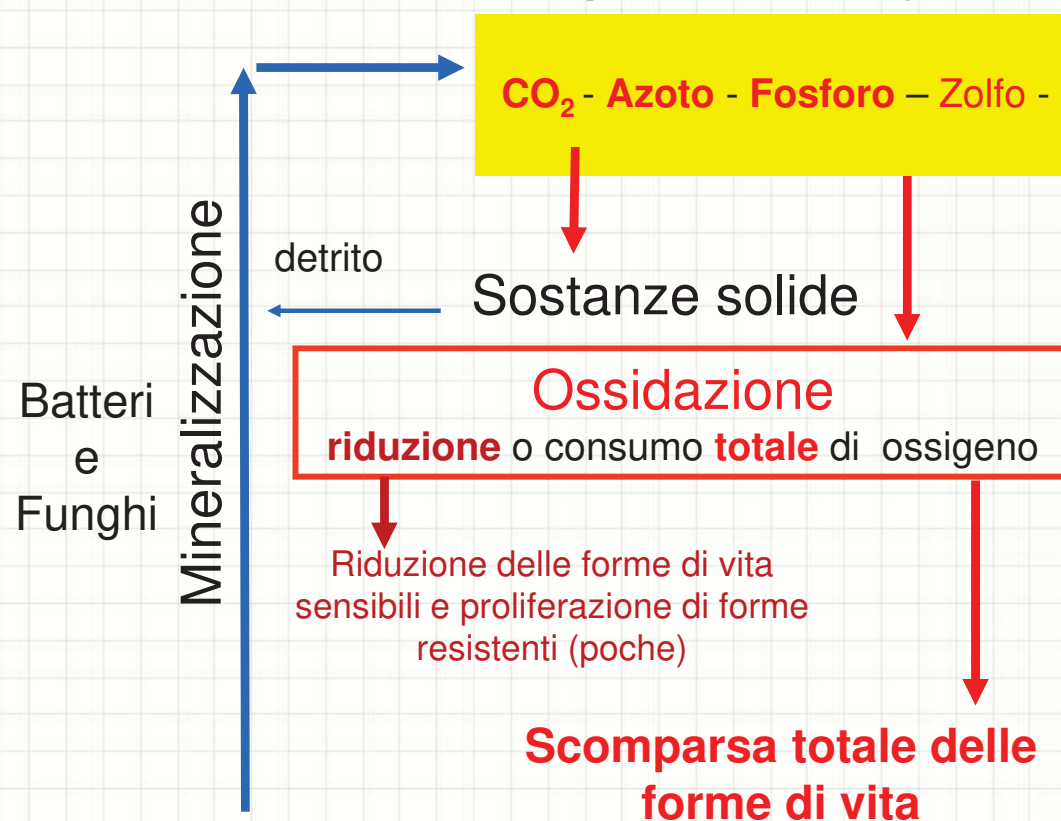 CO₂ - Azoto - Fosforo – Zolfo -
detrito
Sostanze solide
Mineralizzazione
Batteri
e
Funghi
Ossidazione
riduzione o consumo totale di ossigeno
Riduzione delle forme di vita
sensibili e proliferazione di forme
resistenti (poche)
Scomparsa totale delle
forme di vita